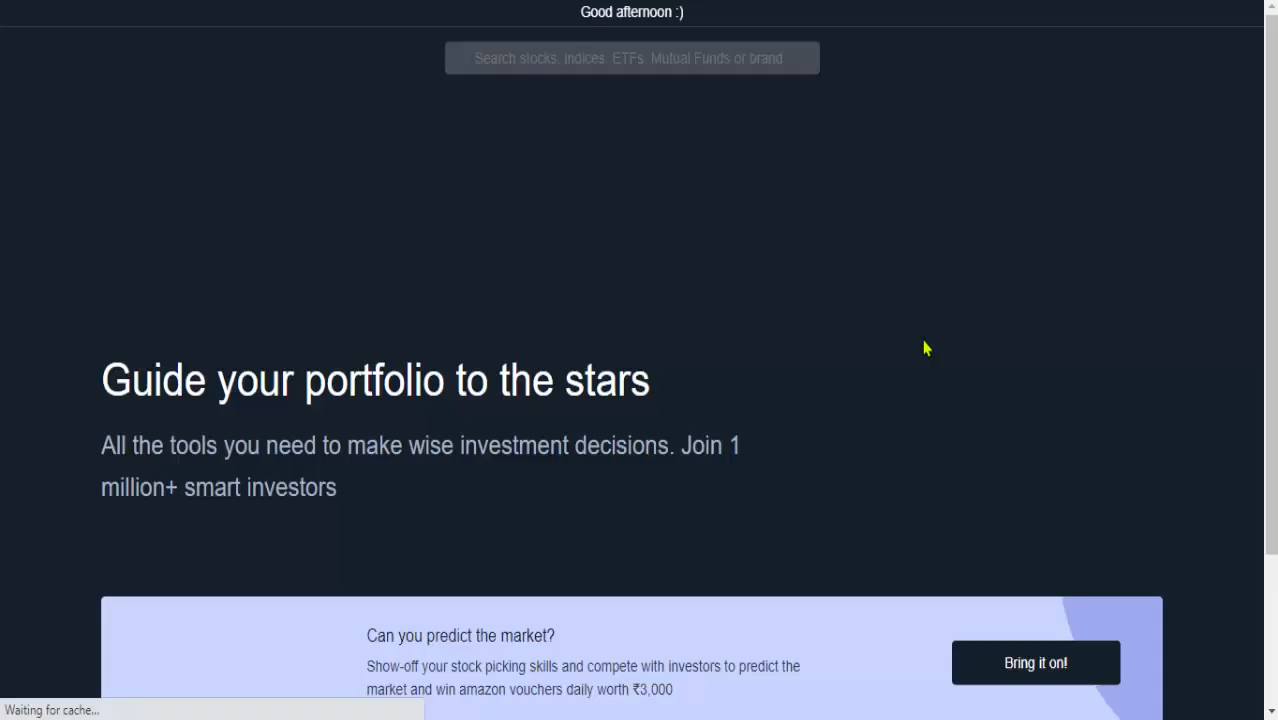 Good afternoon :)
Search stocks, Indices, ETFs, Mutual Funds or brand
Guide your portfolio to the stars
All the tools you need to make wise investment decisions. Join 1
million+ smart investors
Can you predict the market?
Show-off your stock picking skills and compete with investors to predict the
market and win amazon vouchers daily worth ₹3,000
Bring it on!
Waiting for cache...